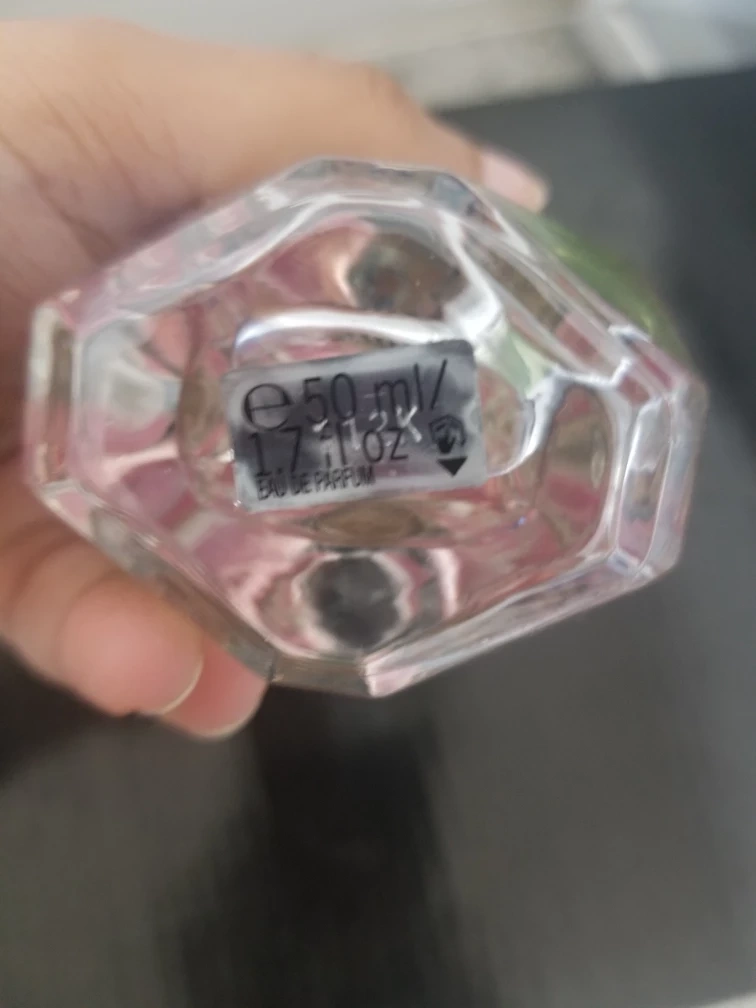 ℮ 50 ml/
1.7 fl oz
EAU DE PARFUM